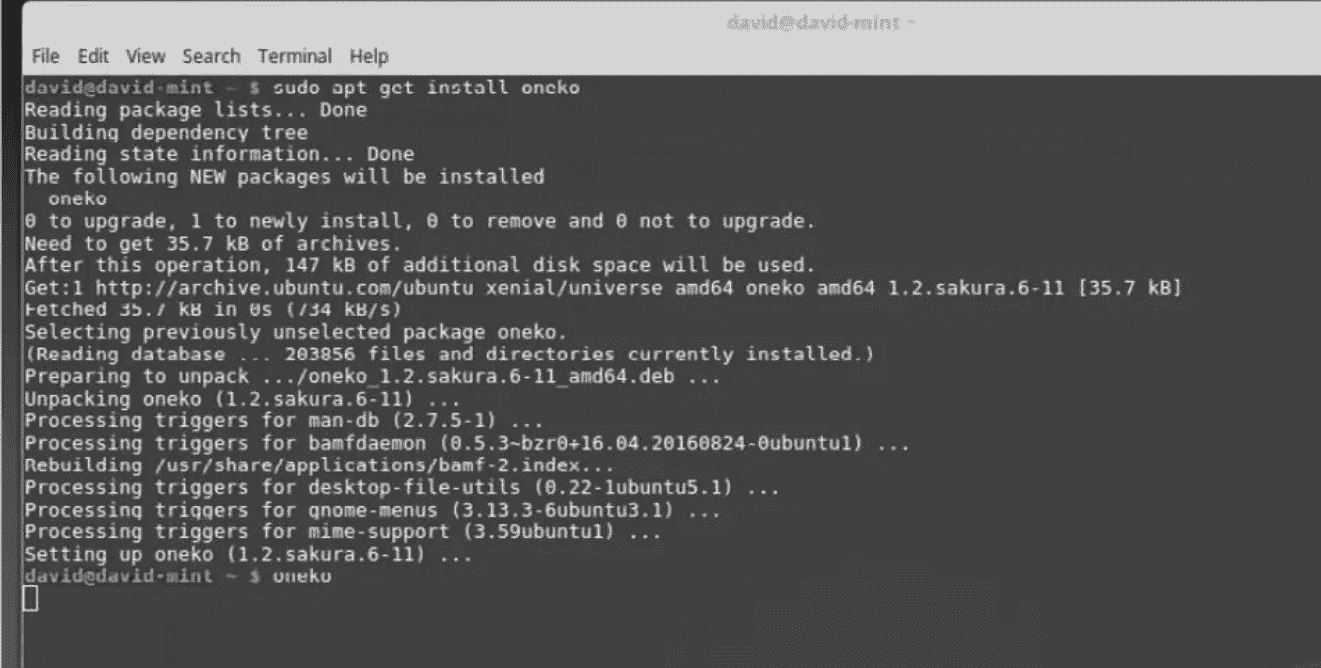 david@david-mint ~
File Edit View Search Terminal Help
david@david-mint ~ $ sudo apt get install oneko
Reading package lists... Done
Building dependency tree
Reading state information... Done
The following NEW packages will be installed
  oneko
0 to upgrade, 1 to newly install, 0 to remove and 0 not to upgrade.
Need to get 35.7 kB of archives.
After this operation, 147 kB of additional disk space will be used.
Get:1 http://archive.ubuntu.com/ubuntu xenial/universe amd64 oneko amd64 1.2.sakura.6-11 [35.7 kB]
Fetched 35.7 kB in 0s (734 kB/s)
Selecting previously unselected package oneko.
(Reading database ... 203856 files and directories currently installed.)
Preparing to unpack .../oneko_1.2.sakura.6-11_amd64.deb ...
Unpacking oneko (1.2.sakura.6-11) ...
Processing triggers for man-db (2.7.5-1) ...
Processing triggers for bamfdaemon (0.5.3~bzr0+16.04.20160824-0ubuntu1) ...
Rebuilding /usr/share/applications/bamf-2.index...
Processing triggers for desktop-file-utils (0.22-1ubuntu5.1) ...
Processing triggers for gnome-menus (3.13.3-6ubuntu3.1) ...
Processing triggers for mime-support (3.59ubuntu1) ...
Setting up oneko (1.2.sakura.6-11) ...
david@david-mint ~ $ oneko